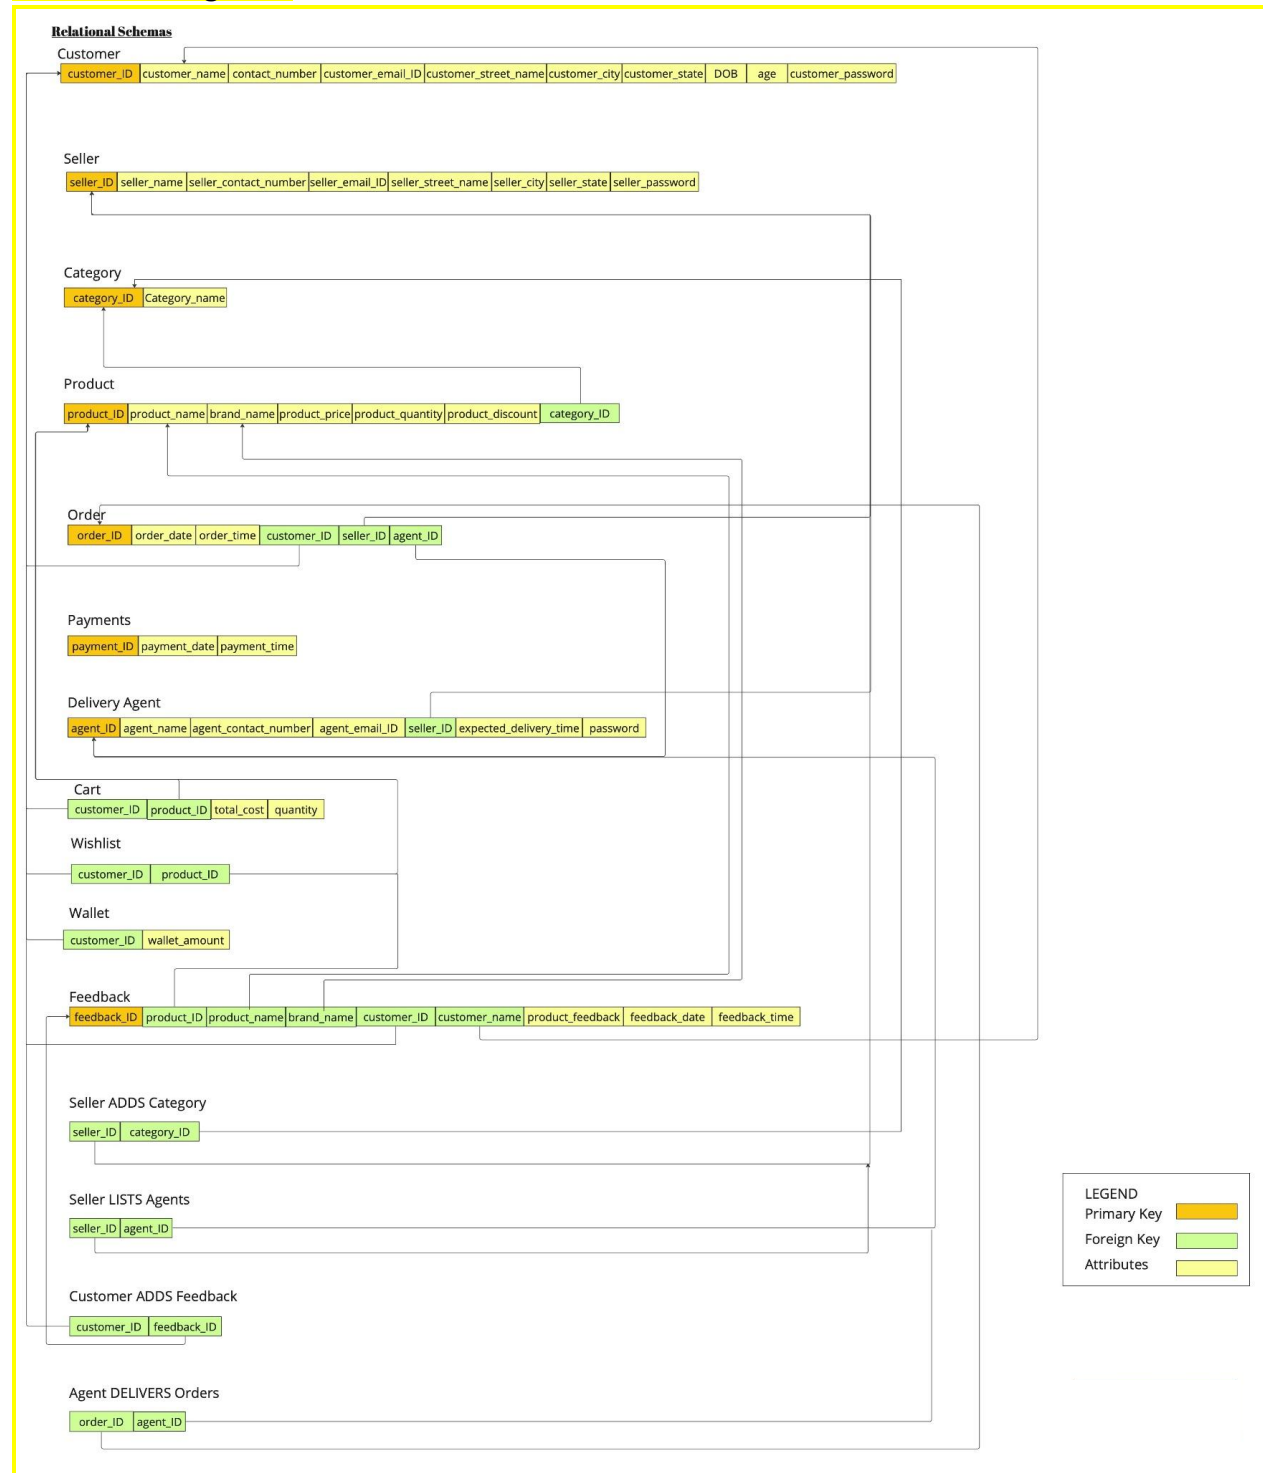 Relational Schemas
Customer
customer_ID customer_name contact_number customer_email_ID customer_street_name customer_city customer_state DOB age customer_password
Seller
seller_ID seller_name seller_contact_number seller_email_ID seller_street_name seller_city seller_state seller_password
Category
category_ID Category_name
Product
product_ID product_name brand_name product_price product_quantity product_discount category_ID
Order
order_ID order_date order_time customer_ID seller_ID agent_ID
Payments
payment_ID payment_date payment_time
Delivery Agent
agent_ID agent_name agent_contact_number agent_email_ID seller_ID expected_delivery_time password
Cart
customer_ID product_ID total_cost quantity
Wishlist
customer_ID product_ID
Wallet
customer_ID wallet_amount
Feedback
feedback_ID product_ID product_name brand_name customer_ID customer_name product_feedback feedback_date feedback_time
Seller ADDS Category
seller_ID category_ID
Seller LISTS Agents
seller_ID agent_ID
Customer ADDS Feedback
customer_ID feedback_ID
Agent DELIVERS Orders
order_ID agent_ID
LEGEND
Primary Key
Foreign Key
Attributes